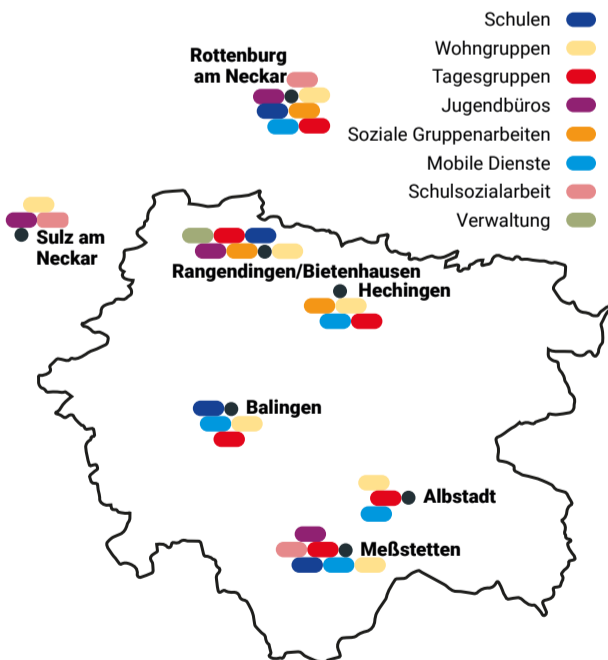 Schulen
Wohngruppen
Tagesgruppen
Jugendbüros
Soziale Gruppenarbeiten
Mobile Dienste
Schulsozialarbeit
Verwaltung
Rottenburg
am Neckar
Sulz am
Neckar
Rangendingen/Bietenhausen
Hechingen
Balingen
Albstadt
Meßstetten